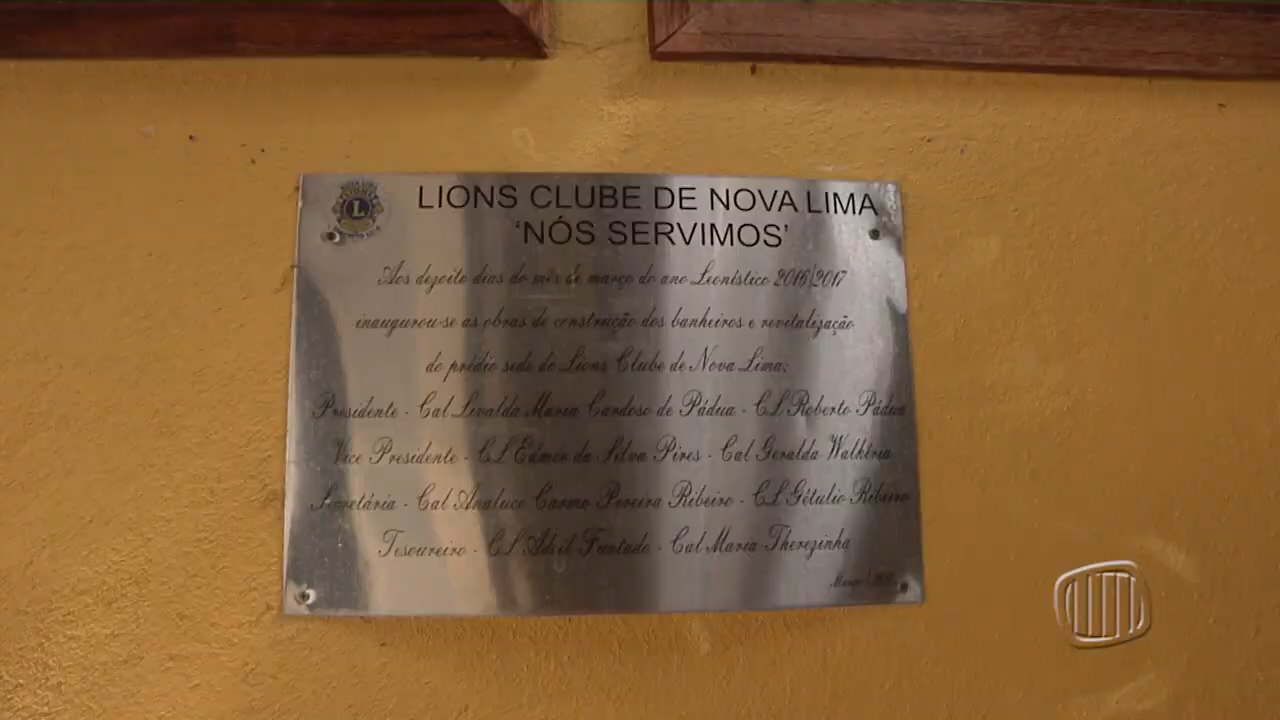 LIONS CLUBE DE NOVA LIMA
'NÓS SERVIMOS'
Aos dezoito dias do mês de março do ano Leonístico 2016/2017
inaugurou-se as obras de construção dos banheiros e revitalização
do prédio sede do Lions Clube de Nova Lima;
Presidente - Cal Levalda Maria Cardoso de Pádua - CL Roberto Pádua
Vice Presidente - CL Edmir da Silva Pires - Cal Geralda Walkíria
Secretária - Cal Analuce Carmo Pereira Ribeiro - CL Gétulio Ribeiro
Tesoureiro - CL Furtado - Cal Maria Therezinha